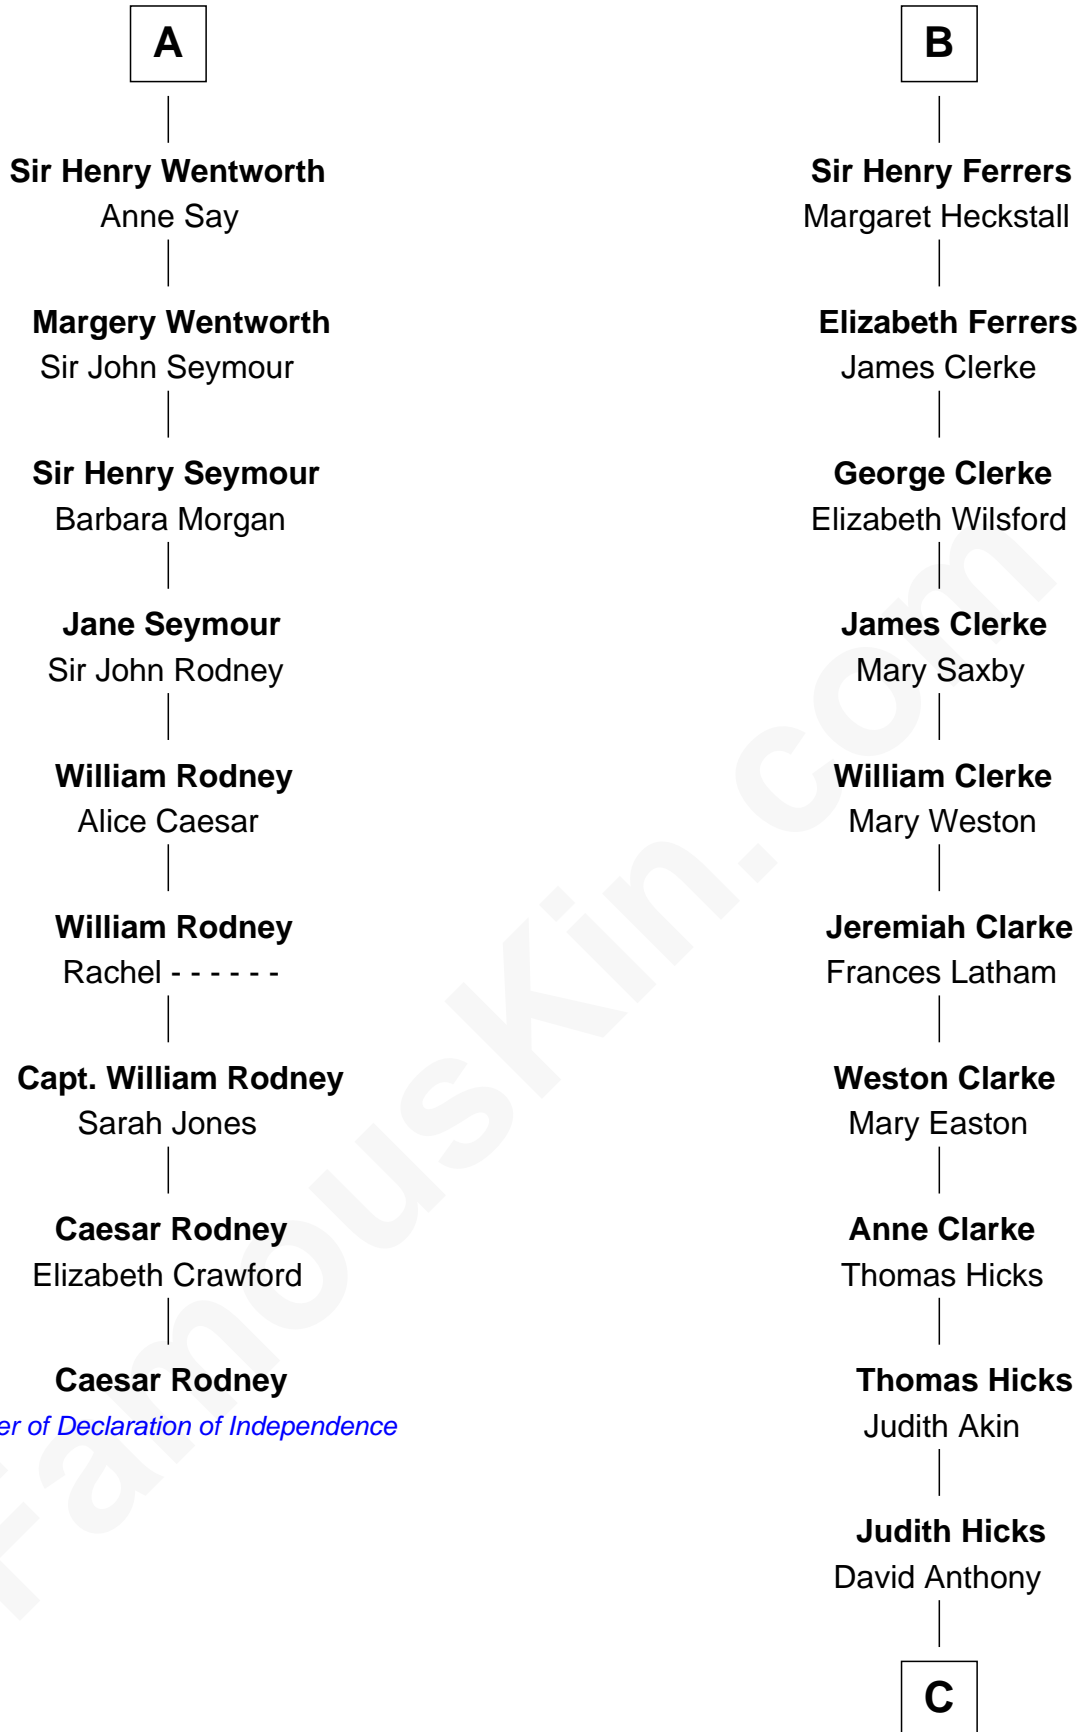 A
Sir Henry Wentworth
Anne Say
Margery Wentworth
Sir John Seymour
Sir Henry Seymour
Barbara Morgan
Jane Seymour
Sir John Rodney
William Rodney
Alice Caesar
William Rodney
Rachel - - - - - -
Capt. William Rodney
Sarah Jones
Caesar Rodney
Elizabeth Crawford
Caesar Rodney
er of Declaration of Independence
B
Sir Henry Ferrers
Margaret Heckstall
Elizabeth Ferrers
James Clerke
George Clerke
Elizabeth Wilsford
James Clerke
Mary Saxby
William Clerke
Mary Weston
Jeremiah Clarke
Frances Latham
Weston Clarke
Mary Easton
Anne Clarke
Thomas Hicks
Thomas Hicks
Judith Akin
Judith Hicks
David Anthony
C
FamousKin.com